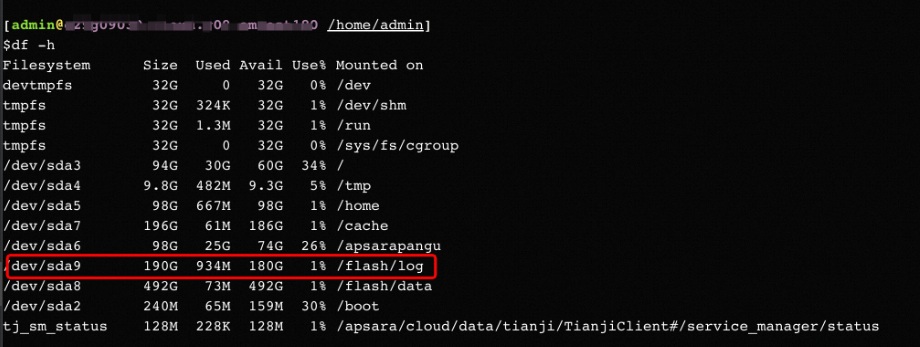 [admin@ /home/admin]
$df -h
Filesystem Size Used Avail Use% Mounted on
devtmpfs 32G 0 32G 0% /dev
tmpfs 32G 324K 32G 1% /dev/shm
tmpfs 32G 1.3M 32G 1% /run
tmpfs 32G 0 32G 0% /sys/fs/cgroup
/dev/sda3 94G 30G 60G 34% /
/dev/sda4 9.8G 482M 9.3G 5% /tmp
/dev/sda5 98G 667M 98G 1% /home
/dev/sda7 196G 61M 186G 1% /cache
/dev/sda6 98G 25G 74G 26% /apsarapangu
/dev/sda9 190G 934M 180G 1% /flash/log
/dev/sda8 492G 73M 492G 1% /flash/data
/dev/sda2 240M 65M 159M 30% /boot
tj_sm_status 128M 228K 128M 1% /apsara/cloud/data/tianji/TianjiClient#/service_manager/status